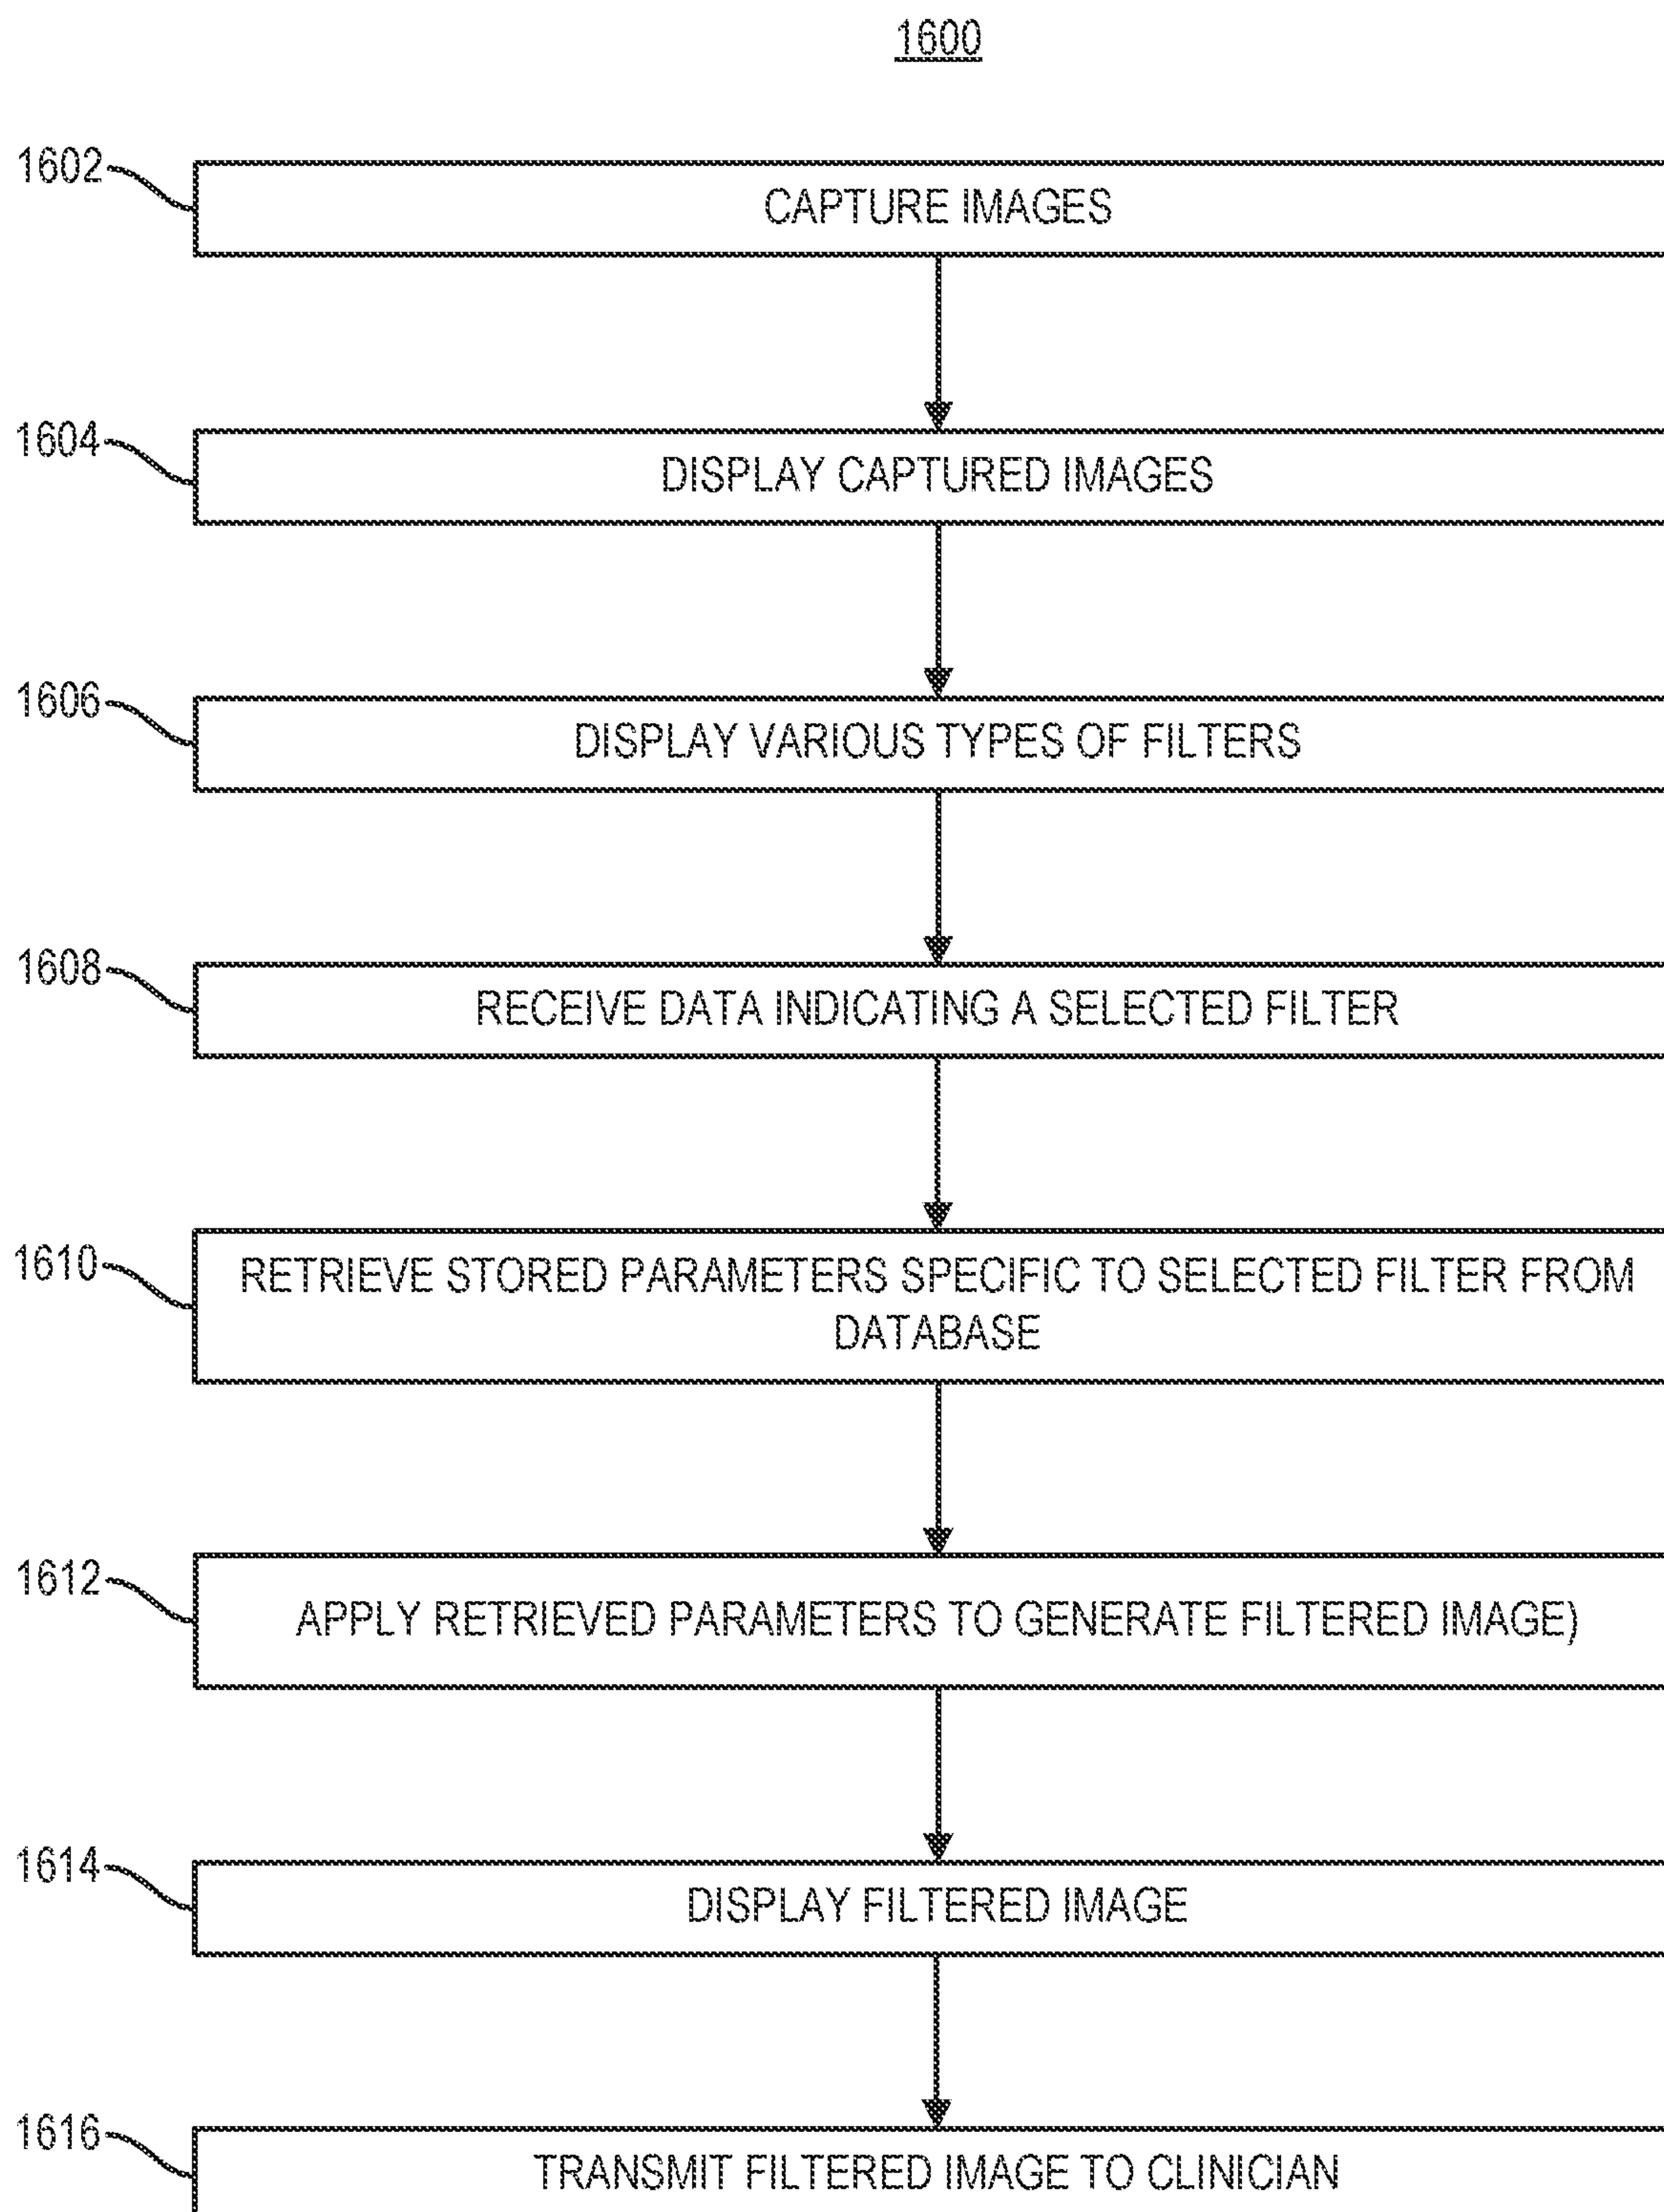 1600
1602
CAPTURE IMAGES
1604
DISPLAY CAPTURED IMAGES
1606
DISPLAY VARIOUS TYPES OF FILTERS
1608
RECEIVE DATA INDICATING A SELECTED FILTER
1610
RETRIEVE STORED PARAMETERS SPECIFIC TO SELECTED FILTER FROM
DATABASE
1612
APPLY RETRIEVED PARAMETERS TO GENERATE FILTERED IMAGE)
1614
DISPLAY FILTERED IMAGE
1616
TRANSMIT FILTERED IMAGE TO CLINICIAN